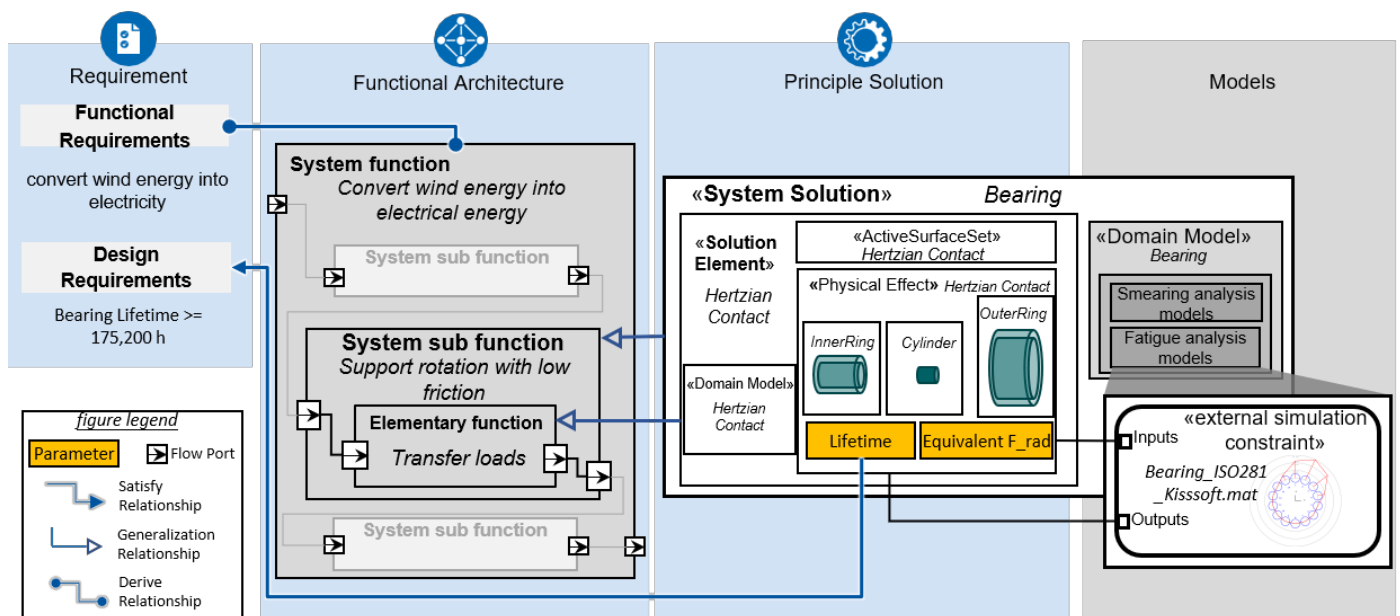 Requirement
Functional
Requirements
convert wind energy into
electricity
Design
Requirements
Bearing Lifetime >=
175,200 h
figure legend
Parameter
Flow Port
Satisfy
Relationship
Generalization
Relationship
Derive
Relationship
Functional Architecture
System function
Convert wind energy into
electrical energy
System sub function
System sub function
Support rotation with low
friction
Elementary function
Transfer loads
System sub function
Principle Solution
«System Solution» Bearing
«Solution
Element»
Hertzian
Contact
«Domain Model»
Hertzian
Contact
«ActiveSurfaceSet»
Hertzian Contact
«Physical Effect» Hertzian Contact
InnerRing
Cylinder
OuterRing
Lifetime
Equivalent F_rad
Models
«Domain Model»
Bearing
Smearing analysis
models
Fatigue analysis
models
«external simulation
constraint»
Inputs
Bearing_ISO281
_Kisssoft.mat
Outputs